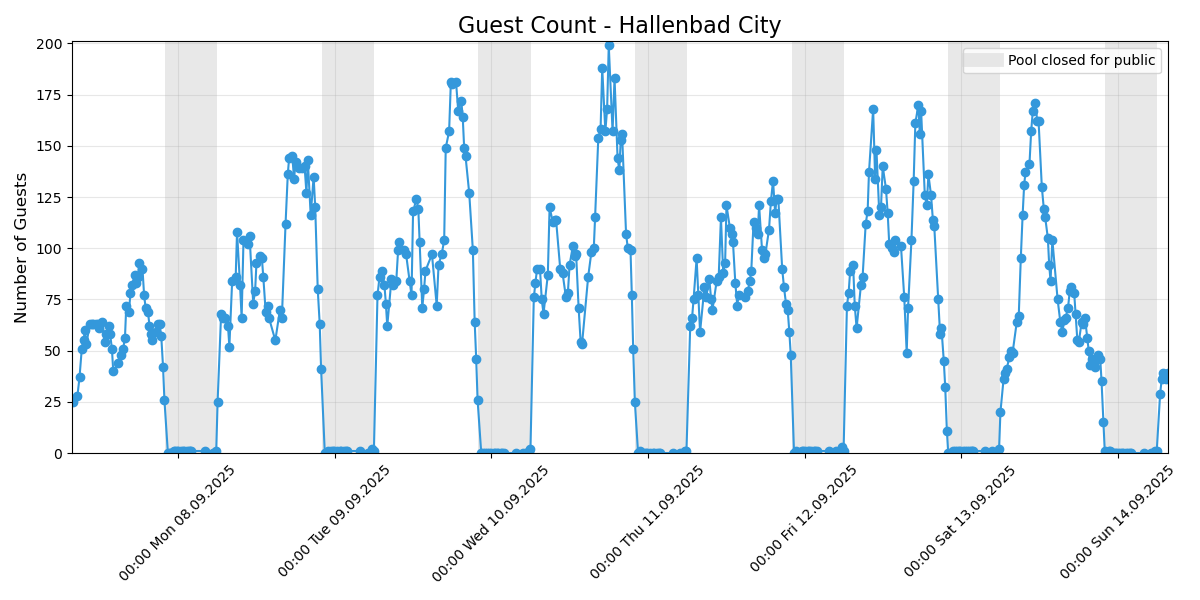 Guest Count - Hallenbad City
Pool closed for public
Number of Guests
200
175
150
125
100
75
50
25
0
00:00 Mon 08.09.2025
00:00 Tue 09.09.2025
00:00 Wed 10.09.2025
00:00 Thu 11.09.2025
00:00 Fri 12.09.2025
00:00 Sat 13.09.2025
00:00 Sun 14.09.2025